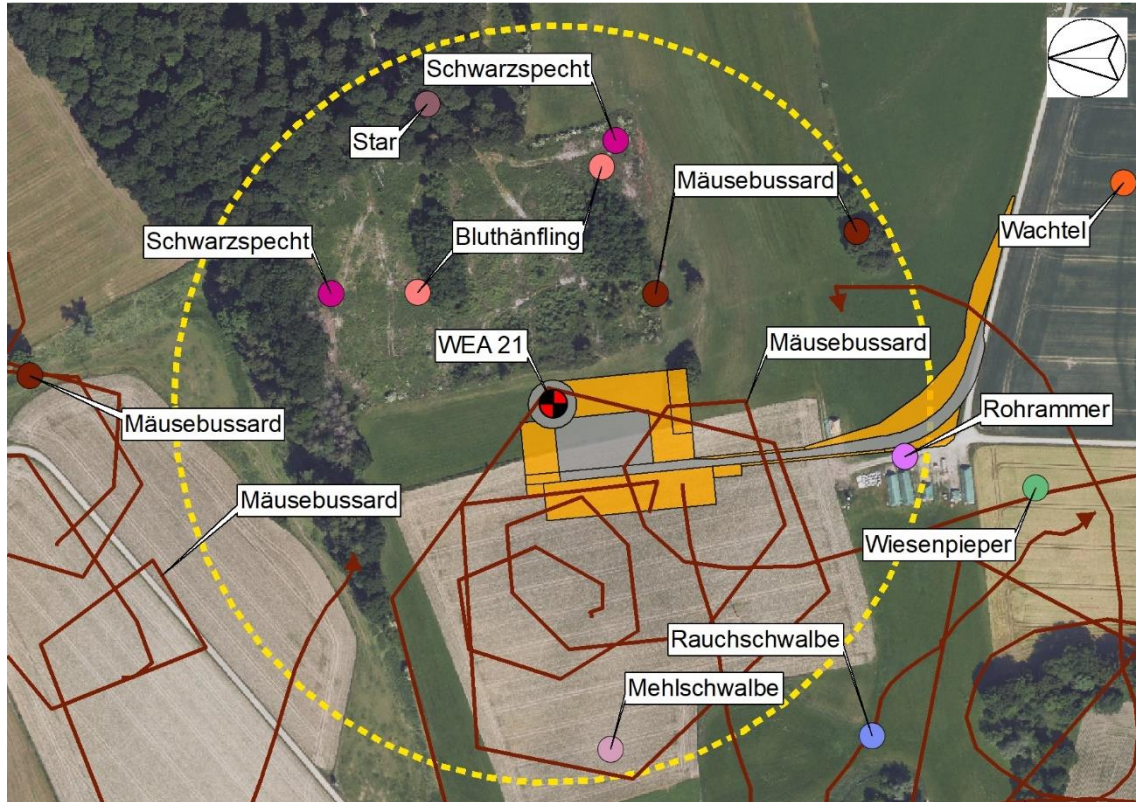 Schwarzspecht
Star
Mäusebussard
Wachtel
Schwarzspecht
Bluthänfling
WEA 21
Mäusebussard
Mäusebussard
Rohrammer
Mäusebussard
Wiesenpieper
Rauchschwalbe
Mehlschwalbe